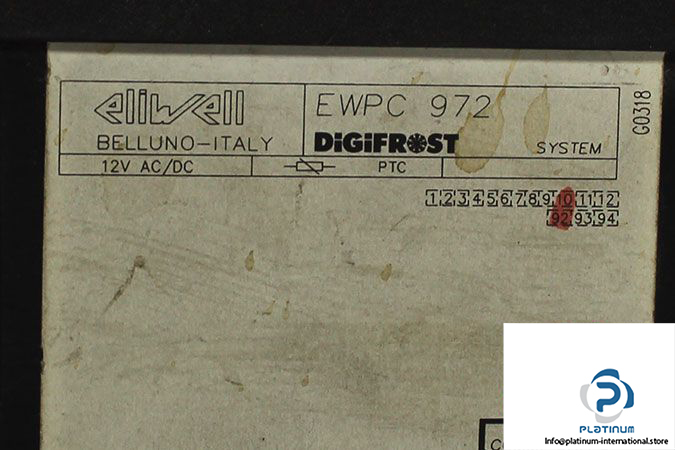 eliwell
BELLUNO-ITALY
EWPC 972
DiGiFROST
SYSTEM
G0318
12V AC/DC
PTC
1 2 3 4 5 6 7 8 9 10 11 12
92 93 94
PLATINUM
Info@platinum-international.store